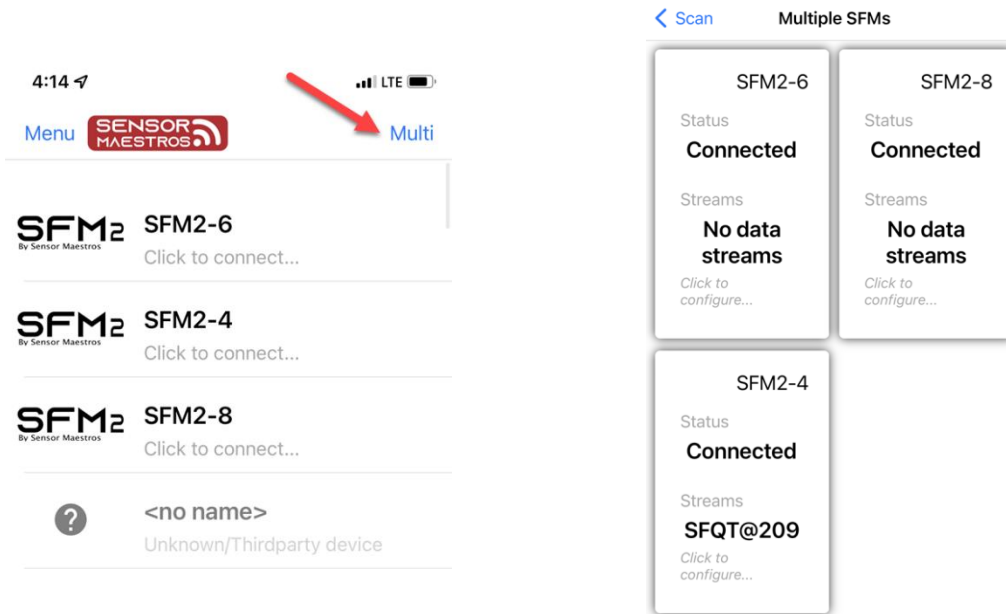 4:14
LTE
Menu
SENSOR
MAESTROS
Multi
SFM2
By Sensor Maestros
SFM2-6
Click to connect...
SFM2
By Sensor Maestros
SFM2-4
Click to connect...
SFM2
By Sensor Maestros
SFM2-8
Click to connect...
?
<no name>
Unknown/Thirdparty device
Scan
Multiple SFMs
SFM2-6
Status
Connected
Streams
No data
streams
Click to
configure...
SFM2-8
Status
Connected
Streams
No data
streams
Click to
configure...
SFM2-4
Status
Connected
Streams
SFQT@209
Click to
configure...